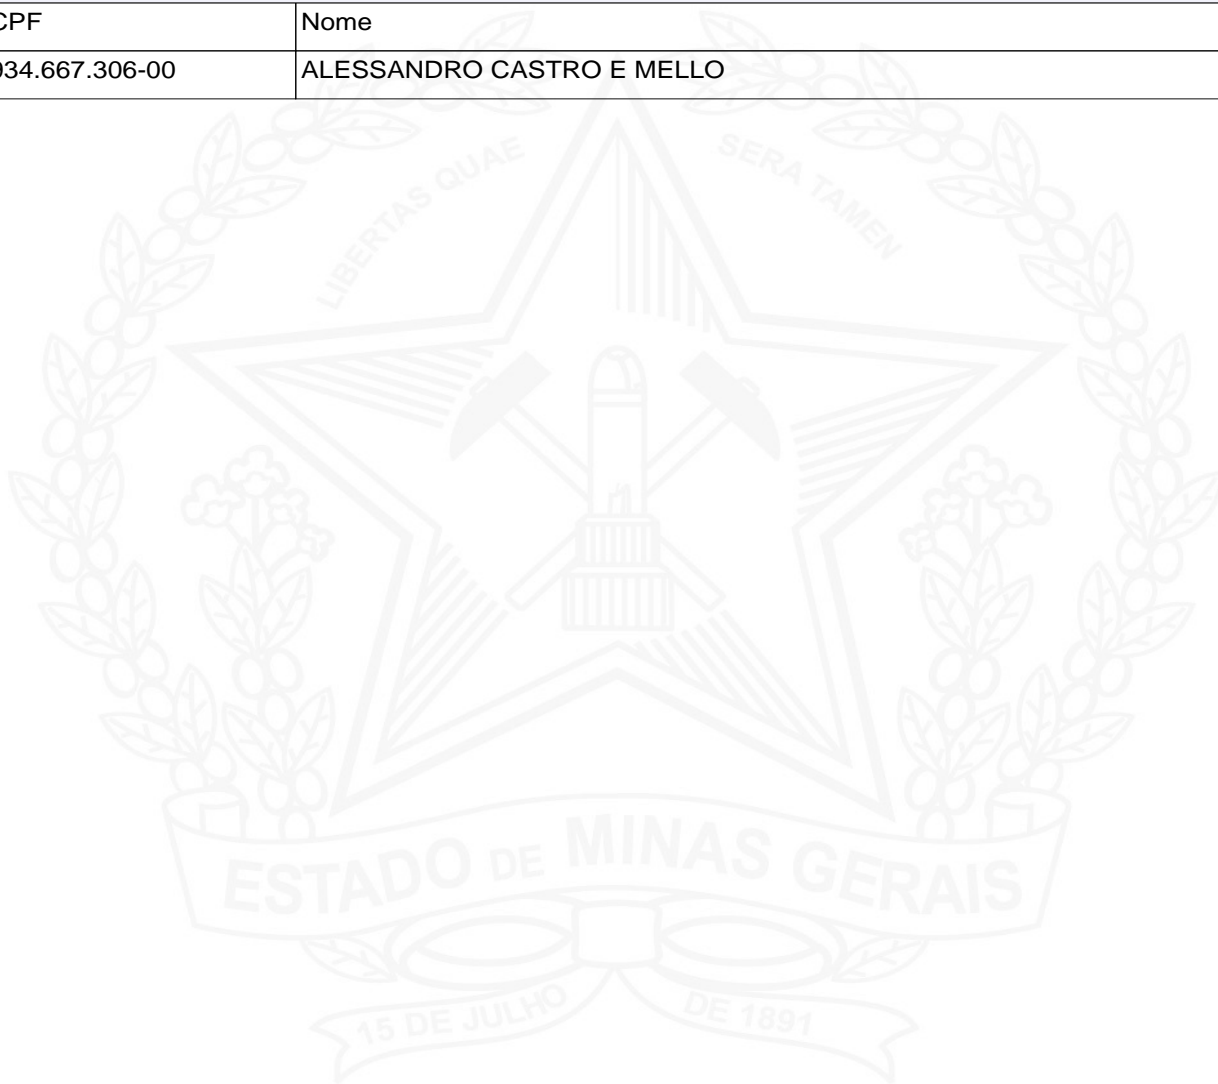 CPF Nome
934.667.306-00 ALESSANDRO CASTRO E MELLO
LIBERTAS QUAE SERA TAMEN
ESTADO DE MINAS GERAIS
15 DE JULHO DE 1891